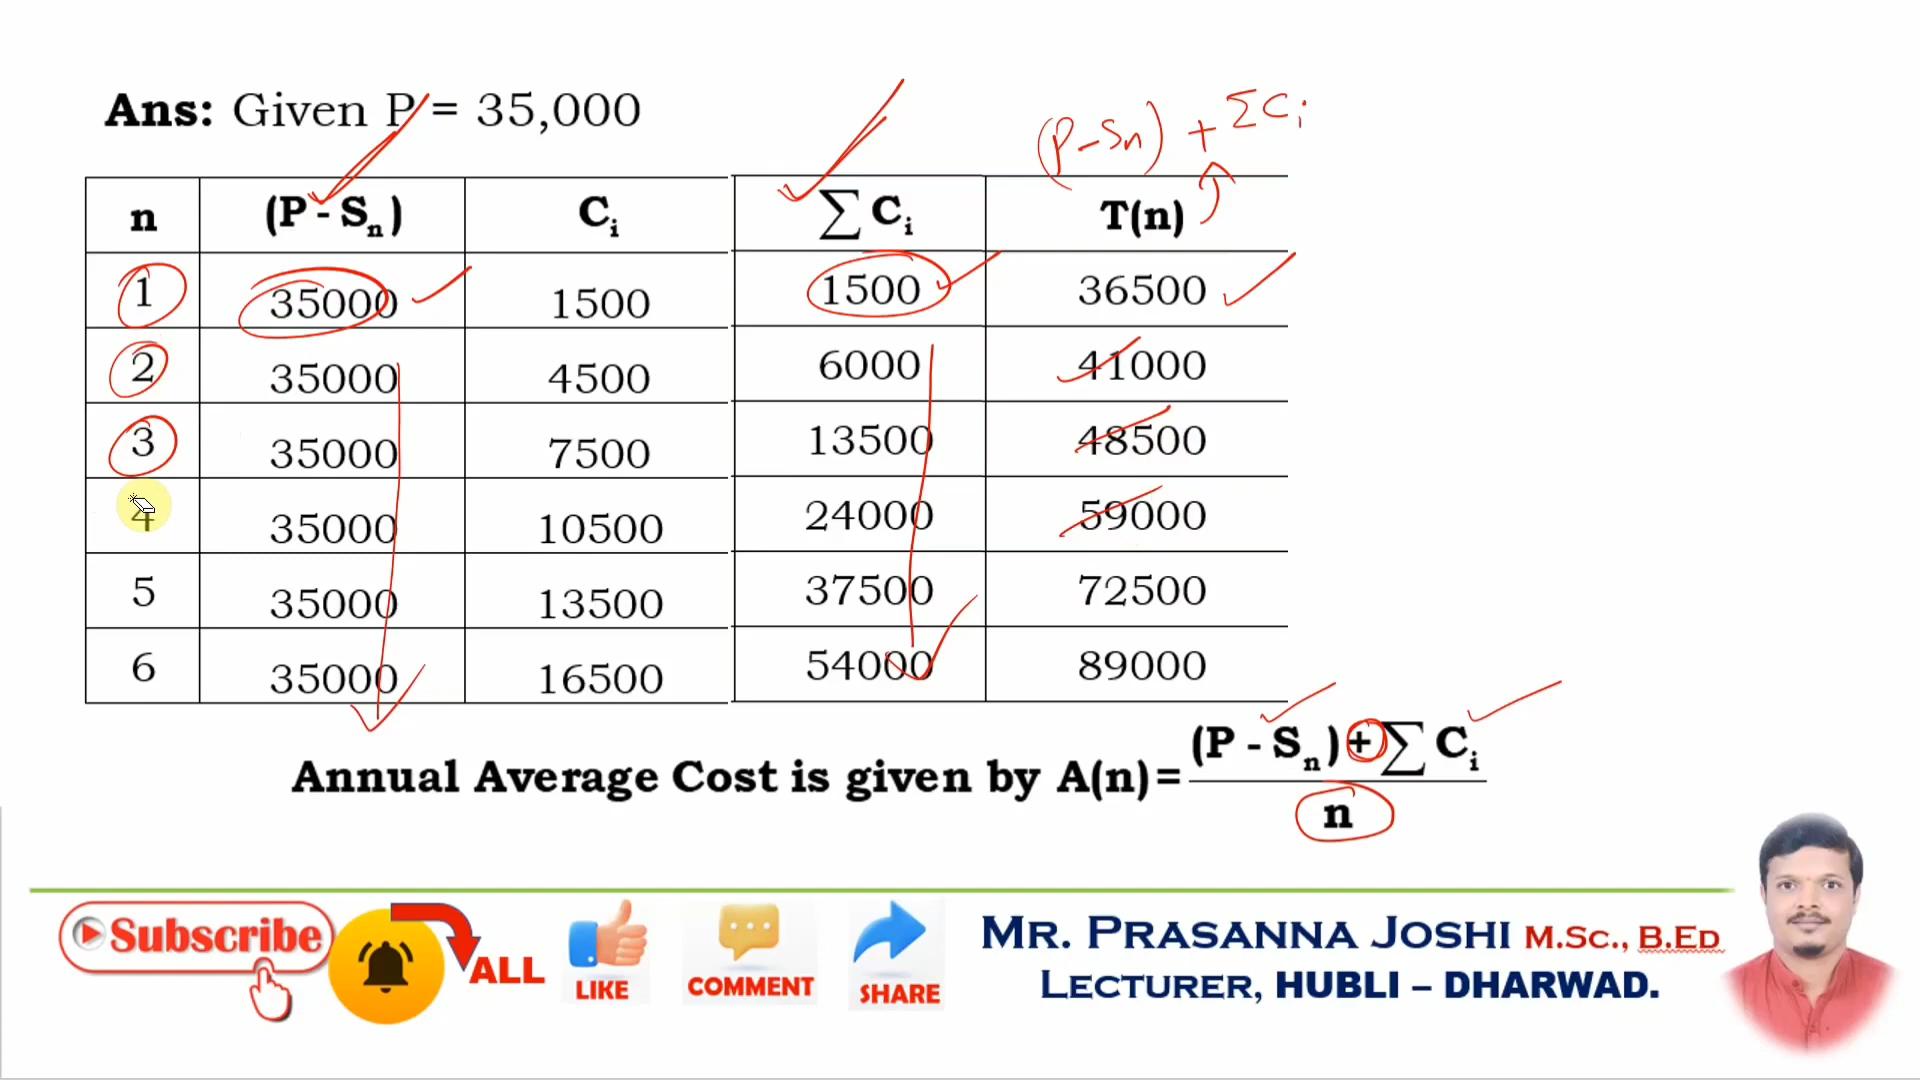 Ans: Given P = 35,000
(P - Sn) + ΣCi
n (P - Sn) Ci ∑ Ci T(n)
1 35000 1500 1500 36500
2 35000 4500 6000 41000
3 35000 7500 13500 48500
4 35000 10500 24000 59000
5 35000 13500 37500 72500
6 35000 16500 54000 89000
Annual Average Cost is given by A(n)= (P - Sn) + ∑ Ci
n
Subscribe
ALL
LIKE
COMMENT
SHARE
MR. PRASANNA JOSHI M.SC., B.ED
LECTURER, HUBLI – DHARWAD.